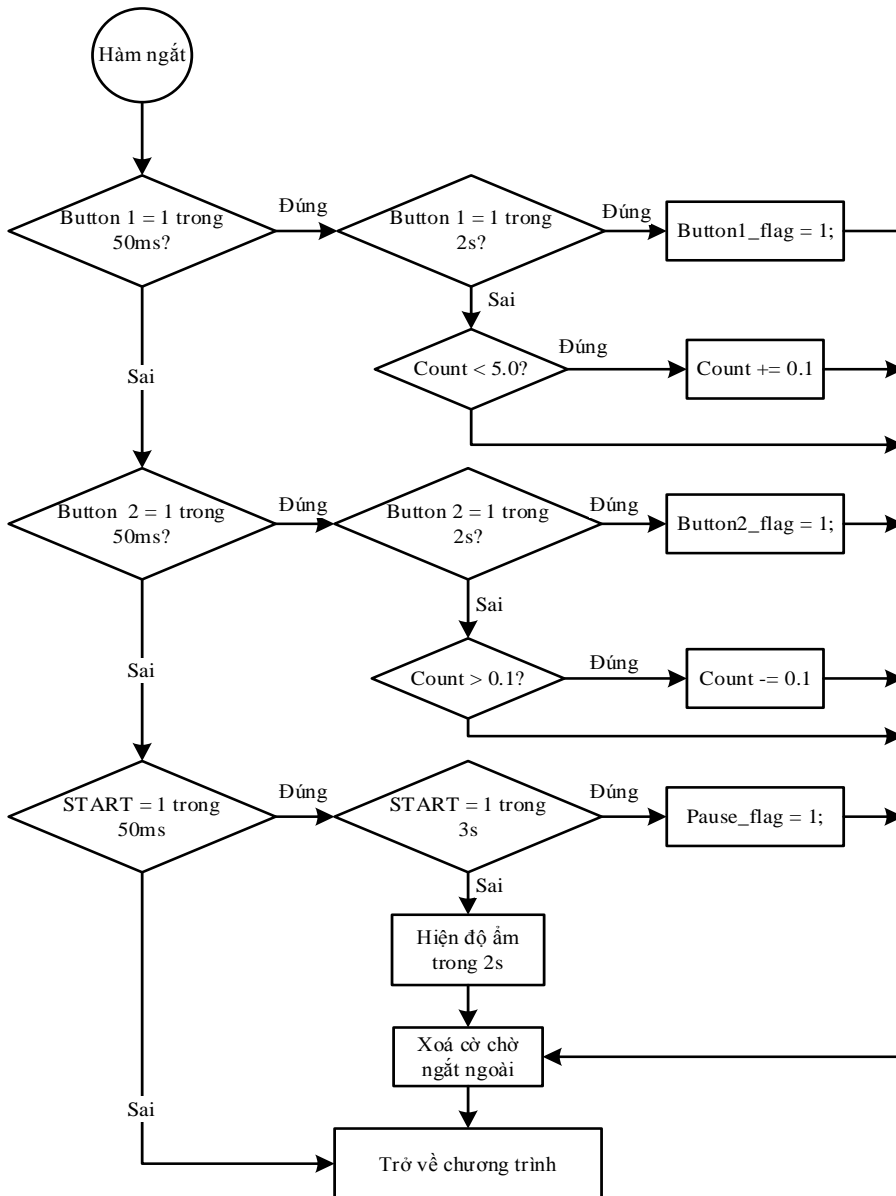 Hàm ngắt
Button 1 = 1 trong
50ms?
Đúng
Button 1 = 1 trong
2s?
Đúng
Button1_flag = 1;
Sai
Count < 5.0?
Đúng
Count += 0.1
Sai
Button  2 = 1 trong
50ms?
Đúng
Button 2 = 1 trong
2s?
Đúng
Button2_flag = 1;
Sai
Count > 0.1?
Đúng
Count -= 0.1
Sai
START = 1 trong
50ms
Đúng
START = 1 trong
3s
Đúng
Pause_flag = 1;
Sai
Hiện độ ẩm
trong 2s
Xoá cờ chờ
ngắt ngoài
Sai
Trở về chương trình